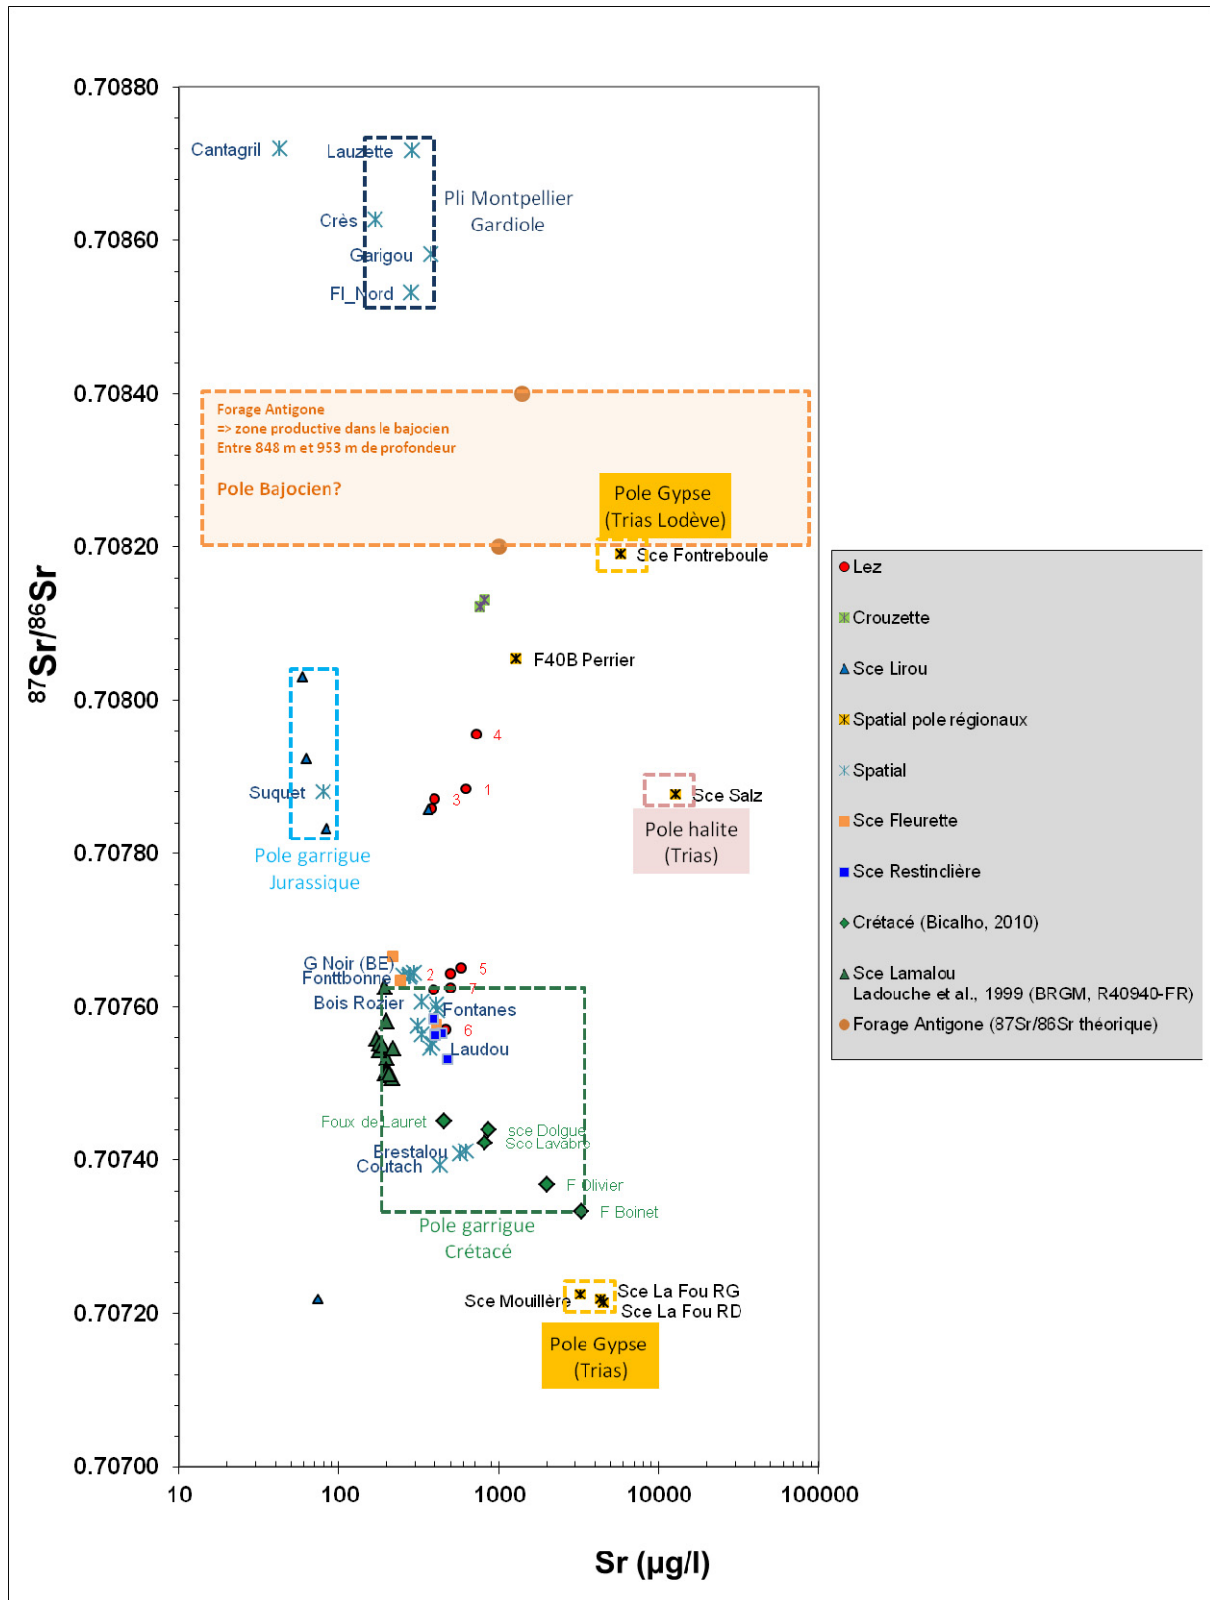 0.70880
Cantagril
Lauzette
Pli Montpellier
Gardiole
Crès
0.70860
Garigou
Fl_Nord
0.70840
Forage Antigone
=> zone productive dans le bajocien
Entre 848 m et 953 m de profondeur
Pole Bajocien?
Pole Gypse
(Trias Lodève)
0.70820
Sce Fontreboule
F40B Perrier
0.70800
4
Suquet
1
3
Sce Salz
Pole halite
(Trias)
0.70780
Pole garrigue
Jurassique
G Noir (BE)
Fonttbonne
2
5
7
Bois Rozier
Fontanes
0.70760
6
Laudou
Foux de Lauret
sce Dolgue
Sce Lavabre
Brestalou
Coutach
0.70740
F Olivier
F Boinet
Pole garrigue
Crétacé
Sce Mouillère
Sce La Fou RG
Sce La Fou RD
0.70720
Pole Gypse
(Trias)
0.70700
10
100
1000
10000
100000
87Sr/86Sr
Sr (µg/l)
Lez
Crouzette
Sce Lirou
Spatial pole régionaux
Spatial
Sce Fleurette
Sce Restinclière
Crétacé (Bicalho, 2010)
Sce Lamalou
Ladouche et al., 1999 (BRGM, R40940-FR)
Forage Antigone (87Sr/86Sr théorique)